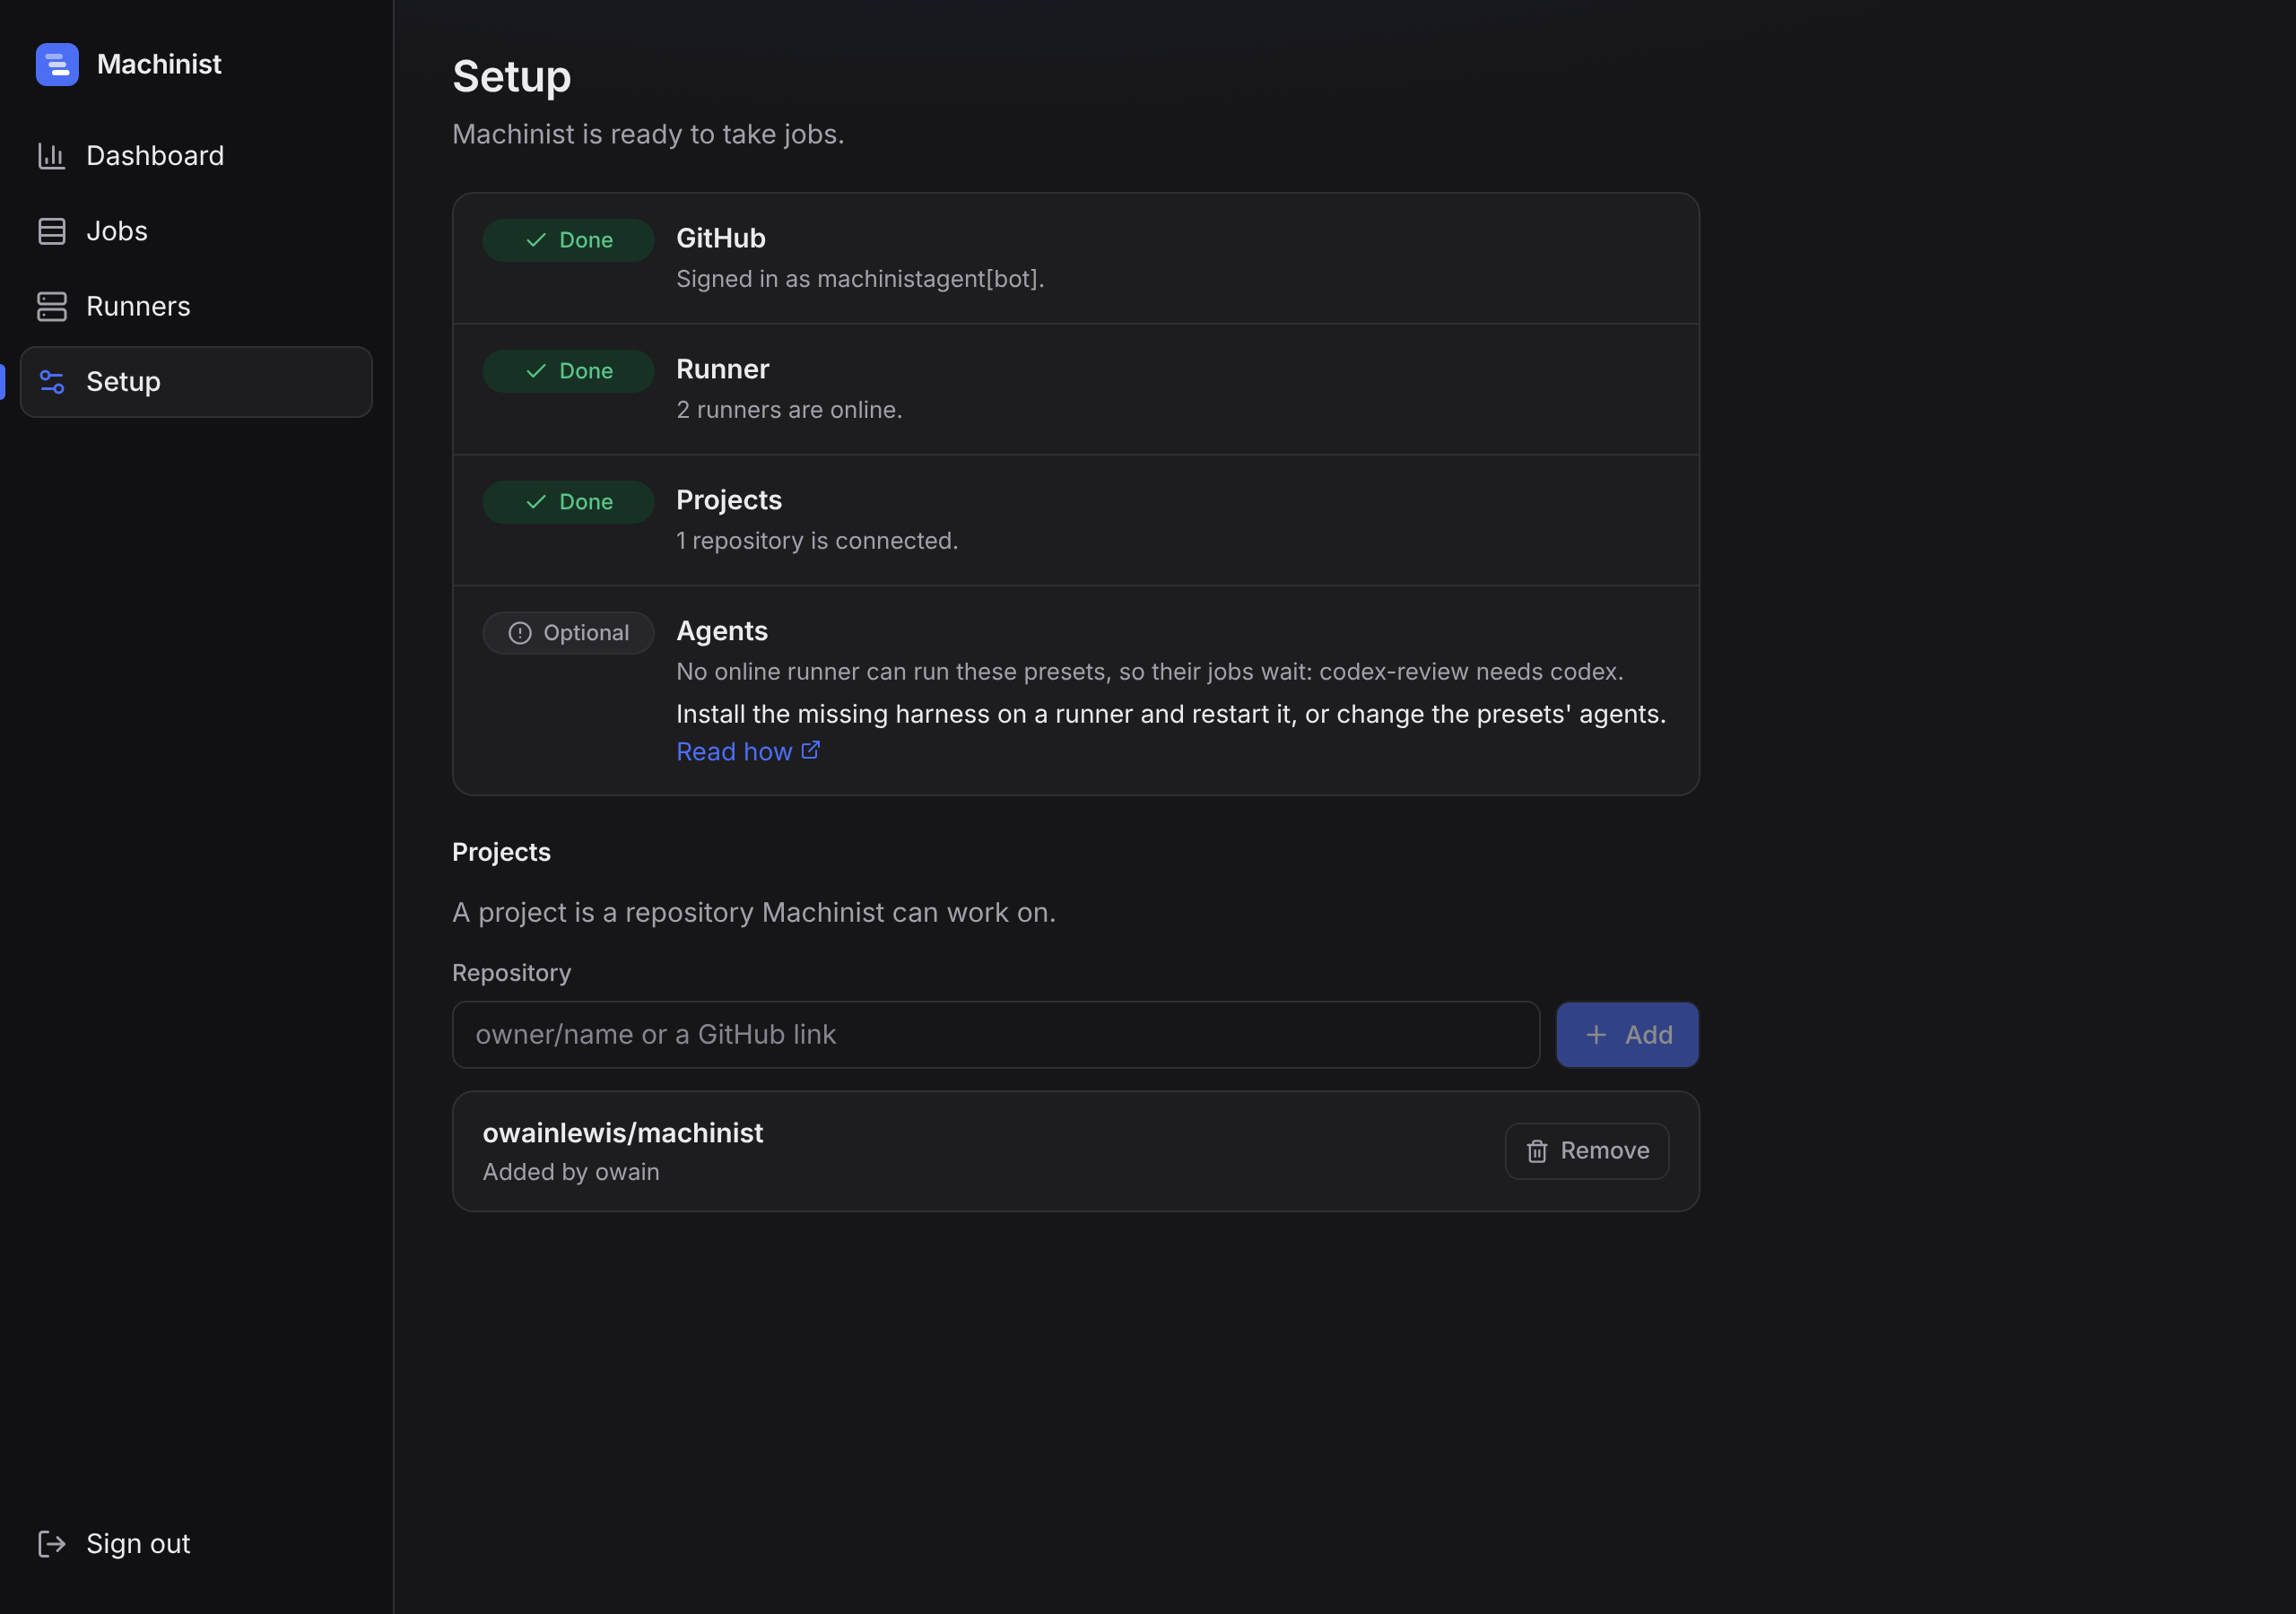 Machinist
Dashboard
Jobs
Runners
Setup
Sign out
Setup
Machinist is ready to take jobs.
Done
GitHub
Signed in as machinistagent[bot].
Done
Runner
2 runners are online.
Done
Projects
1 repository is connected.
Optional
Agents
No online runner can run these presets, so their jobs wait: codex-review needs codex.
Install the missing harness on a runner and restart it, or change the presets' agents.
Read how
Projects
A project is a repository Machinist can work on.
Repository
owner/name or a GitHub link
Add
owainlewis/machinist
Added by owain
Remove